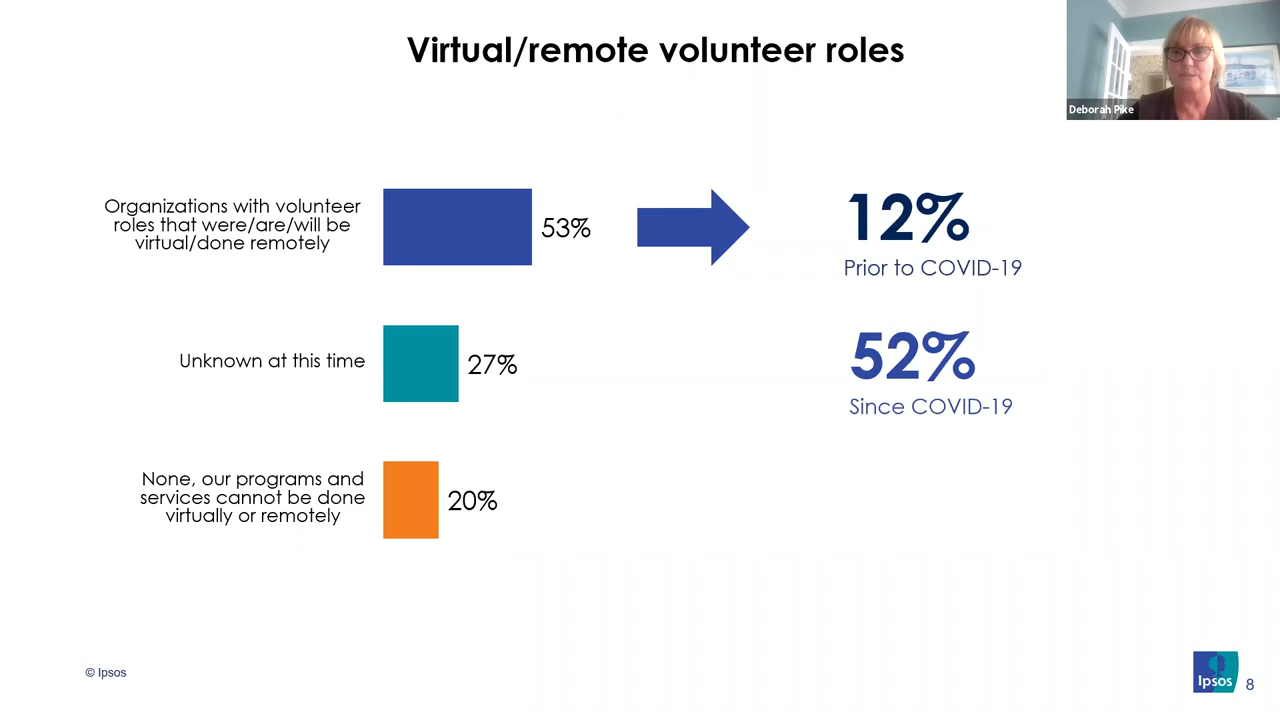 Virtual/remote volunteer roles
Deborah Pike
Organizations with volunteer
roles that were/are/will be
virtual/done remotely
53%
12%
Prior to COVID-19
Unknown at this time
27%
52%
Since COVID-19
None, our programs and
services cannot be done
virtually or remotely
20%
© Ipsos
Ipsos
8